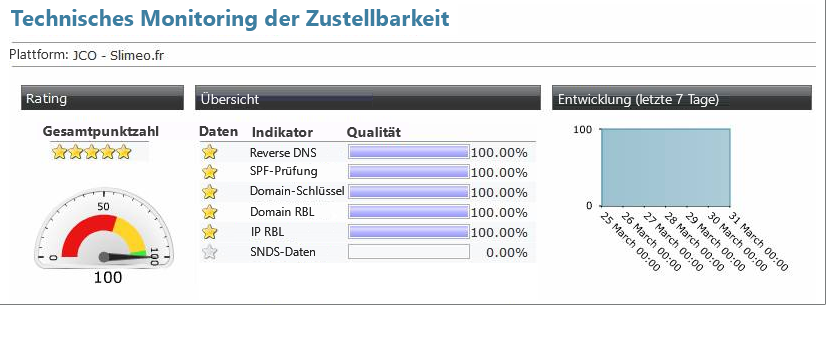 Technisches Monitoring der Zustellbarkeit
Plattform: JCO - Slimeo.fr
Rating
Gesamtpunktzahl
50
0
100
100
Übersicht
Daten Indikator Qualität
Reverse DNS 100.00%
SPF-Prüfung 100.00%
Domain-Schlüssel 100.00%
Domain RBL 100.00%
IP RBL 100.00%
SNDS-Daten 0.00%
Entwicklung (letzte 7 Tage)
100
0
25 March 00:00
26 March 00:00
27 March 00:00
28 March 00:00
29 March 00:00
30 March 00:00
31 March 00:00